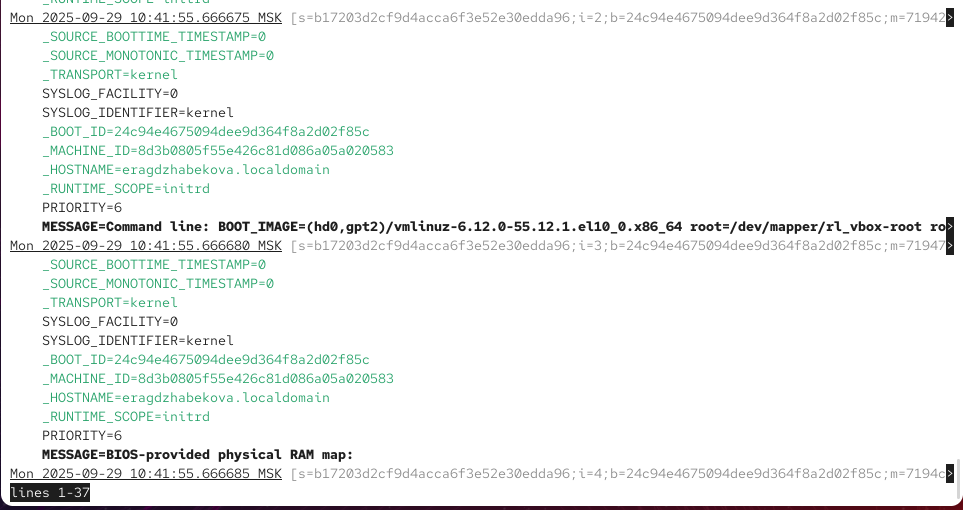 _RUNTIME_SCOPE=initrd
Mon 2025-09-29 10:41:55.666675 MSK [s=b17203d2cf9d4acca6f3e52e30edda96;i=2;b=24c94e4675094dee9d364f8a2d02f85c;m=71942>
_SOURCE_BOOTTIME_TIMESTAMP=0
_SOURCE_MONOTONIC_TIMESTAMP=0
_TRANSPORT=kernel
SYSLOG_FACILITY=0
SYSLOG_IDENTIFIER=kernel
_BOOT_ID=24c94e4675094dee9d364f8a2d02f85c
_MACHINE_ID=8d3b0805f55e426c81d086a05a020583
_HOSTNAME=eragdzhabekova.localdomain
_RUNTIME_SCOPE=initrd
PRIORITY=6
MESSAGE=Command line: BOOT_IMAGE=(hd0,gpt2)/vmlinuz-6.12.0-55.12.1.el10_0.x86_64 root=/dev/mapper/rl_vbox-root ro>
Mon 2025-09-29 10:41:55.666680 MSK [s=b17203d2cf9d4acca6f3e52e30edda96;i=3;b=24c94e4675094dee9d364f8a2d02f85c;m=71947>
_SOURCE_BOOTTIME_TIMESTAMP=0
_SOURCE_MONOTONIC_TIMESTAMP=0
_TRANSPORT=kernel
SYSLOG_FACILITY=0
SYSLOG_IDENTIFIER=kernel
_BOOT_ID=24c94e4675094dee9d364f8a2d02f85c
_MACHINE_ID=8d3b0805f55e426c81d086a05a020583
_HOSTNAME=eragdzhabekova.localdomain
_RUNTIME_SCOPE=initrd
PRIORITY=6
MESSAGE=BIOS-provided physical RAM map:
Mon 2025-09-29 10:41:55.666685 MSK [s=b17203d2cf9d4acca6f3e52e30edda96;i=4;b=24c94e4675094dee9d364f8a2d02f85c;m=7194c>
lines 1-37